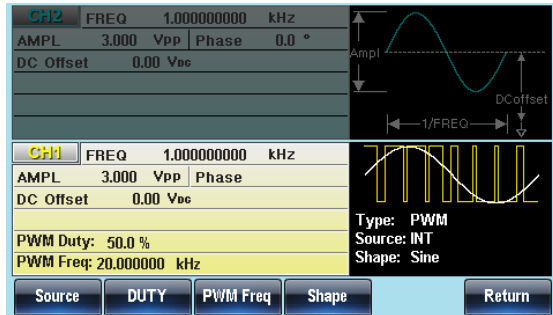 CH2 FREQ 1.000000000 kHz
AMPL 3.000 Vpp Phase 0.0 °
DC Offset 0.00 VDC
Ampl
DCoffset
1/FREQ
CH1 FREQ 1.000000000 kHz
AMPL 3.000 Vpp Phase
DC Offset 0.00 VDC
PWM Duty: 50.0 %
PWM Freq: 20.000000 kHz
Type: PWM
Source: INT
Shape: Sine
Source DUTY PWM Freq Shape Return